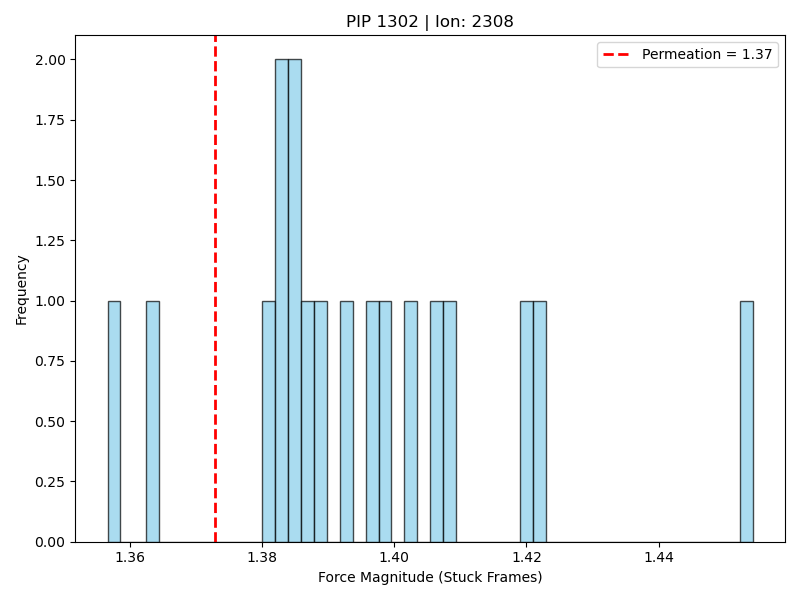 PIP 1302 | Ion: 2308
Permeation = 1.37
Frequency
2.00
1.75
1.50
1.25
1.00
0.75
0.50
0.25
0.00
1.36 1.38 1.40 1.42 1.44
Force Magnitude (Stuck Frames)